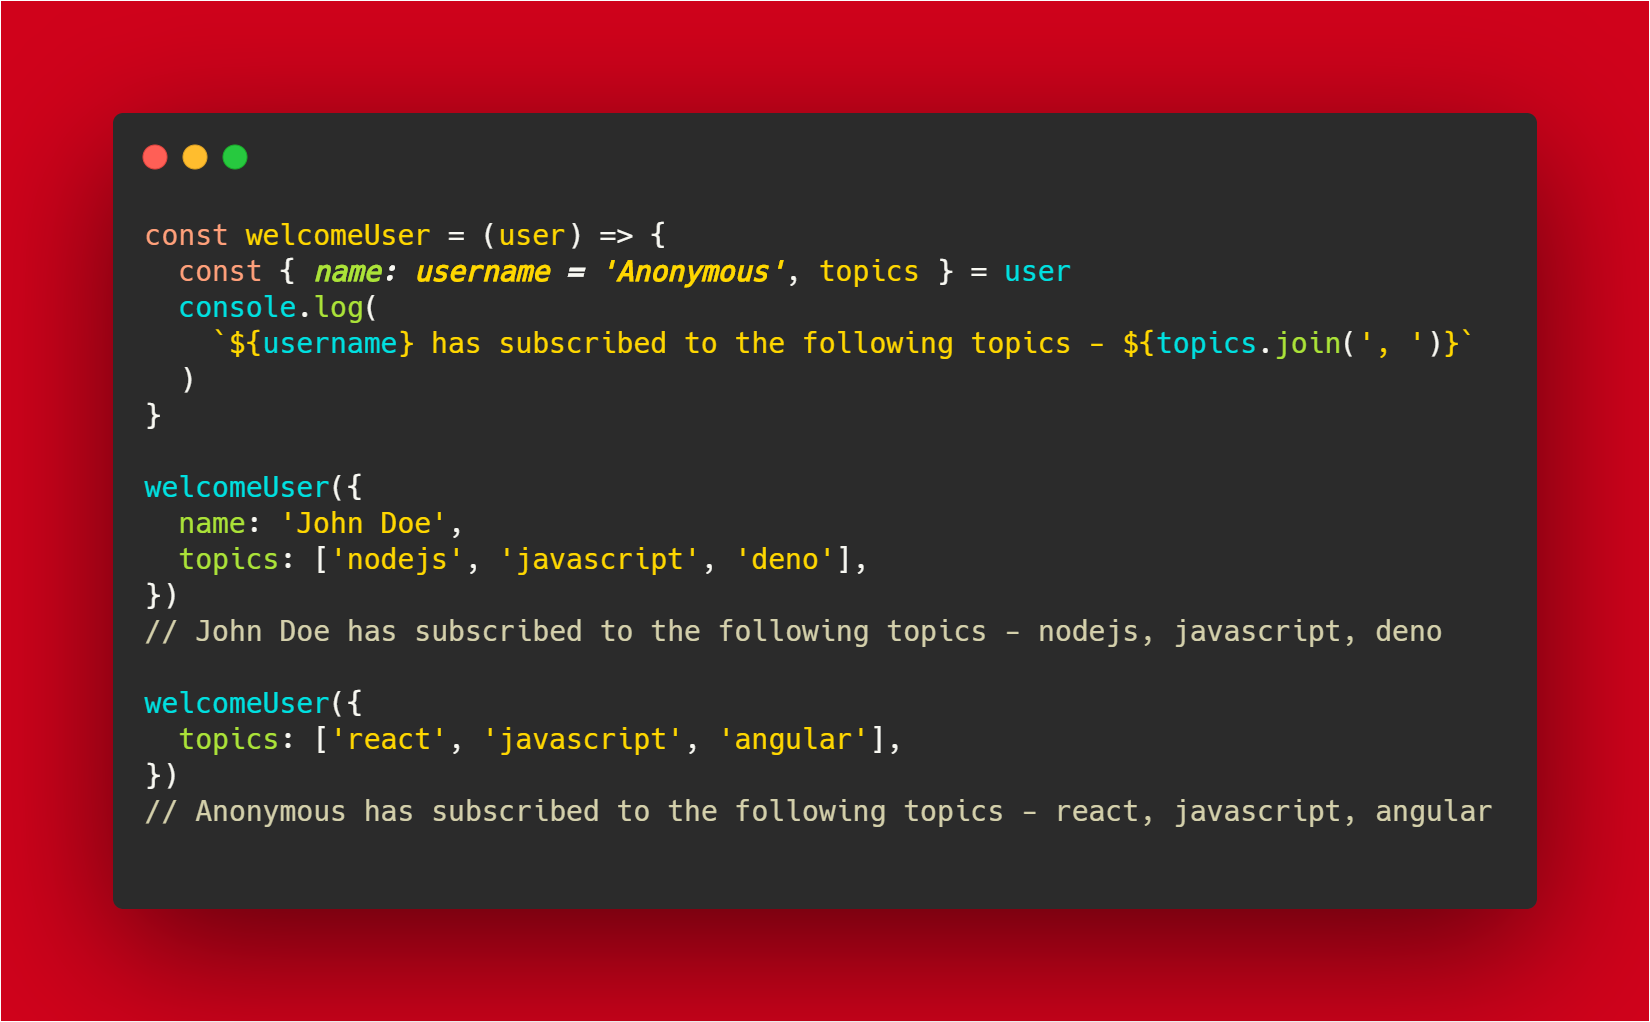 const welcomeUser = (user) => {
  const { name: username = 'Anonymous', topics } = user
  console.log(
    `${username} has subscribed to the following topics - ${topics.join(', ')}`
  )
}

welcomeUser({
  name: 'John Doe',
  topics: ['nodejs', 'javascript', 'deno'],
})
// John Doe has subscribed to the following topics - nodejs, javascript, deno

welcomeUser({
  topics: ['react', 'javascript', 'angular'],
})
// Anonymous has subscribed to the following topics - react, javascript, angular